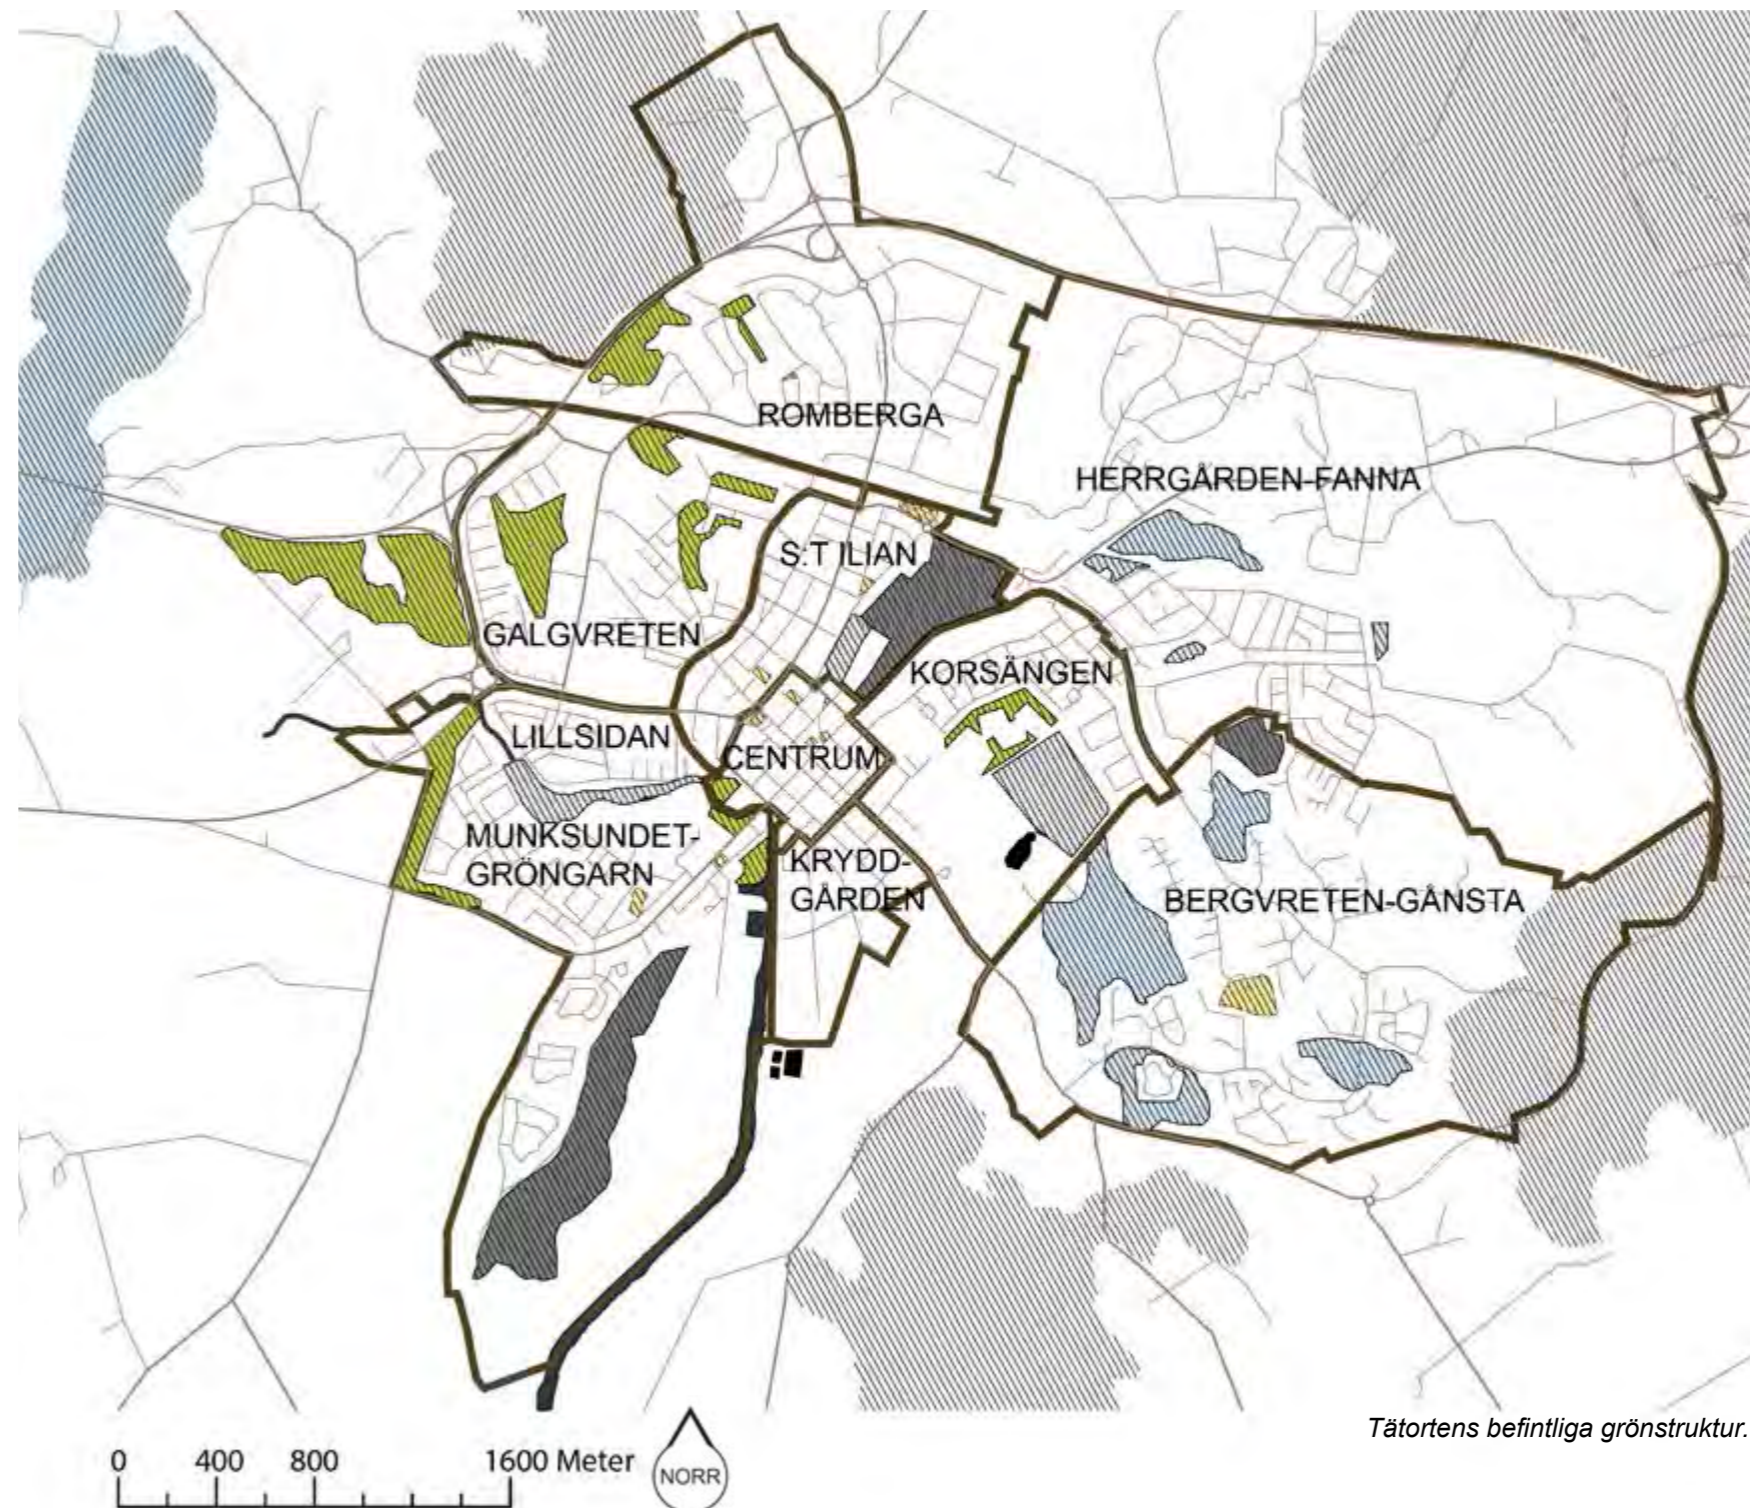 ROMBERGA
HERRGÅRDEN-FANNA
S:T ILIAN
GALGVRETEN
KORSÄNGEN
LILLSIDAN
CENTRUM
MUNKSUNDET-
GRÖNGARN
KRYDD-
GÅRDEN
BERGVRETEN-GÅNSTA
Tätortens befintliga grönstruktur.
0 400 800 1600 Meter
NORR